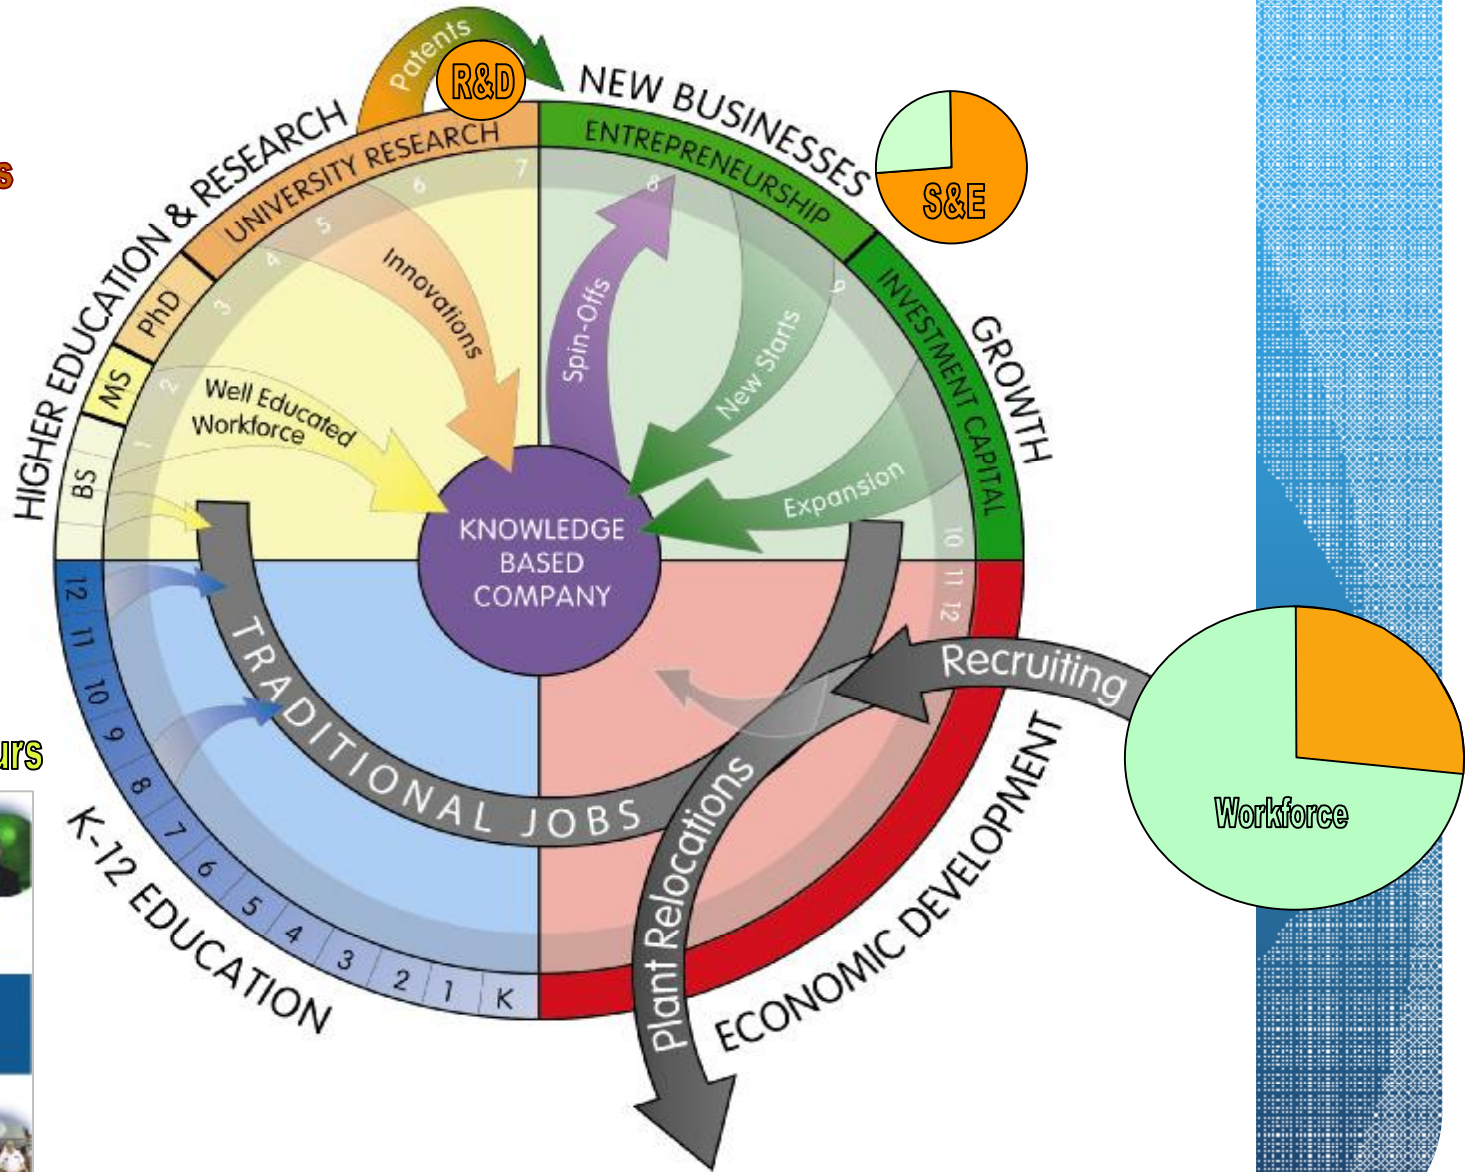 Patents
R&D
NEW BUSINESSES
HIGHER EDUCATION & RESEARCH
UNIVERSITY RESEARCH
ENTREPRENEURSHIP
S&E
s
PhD
MS
BS
1
2
3
4
5
6
7
8
9
10
11
12
Innovations
Spin-Offs
New Starts
INVESTMENT CAPITAL
GROWTH
Well Educated
Workforce
Expansion
KNOWLEDGE
BASED
COMPANY
12
11
10
9
8
7
6
5
4
3
2
1
K
TRADITIONAL JOBS
Recruiting
Workforce
Plant Relocations
K-12 EDUCATION
ECONOMIC DEVELOPMENT
urs